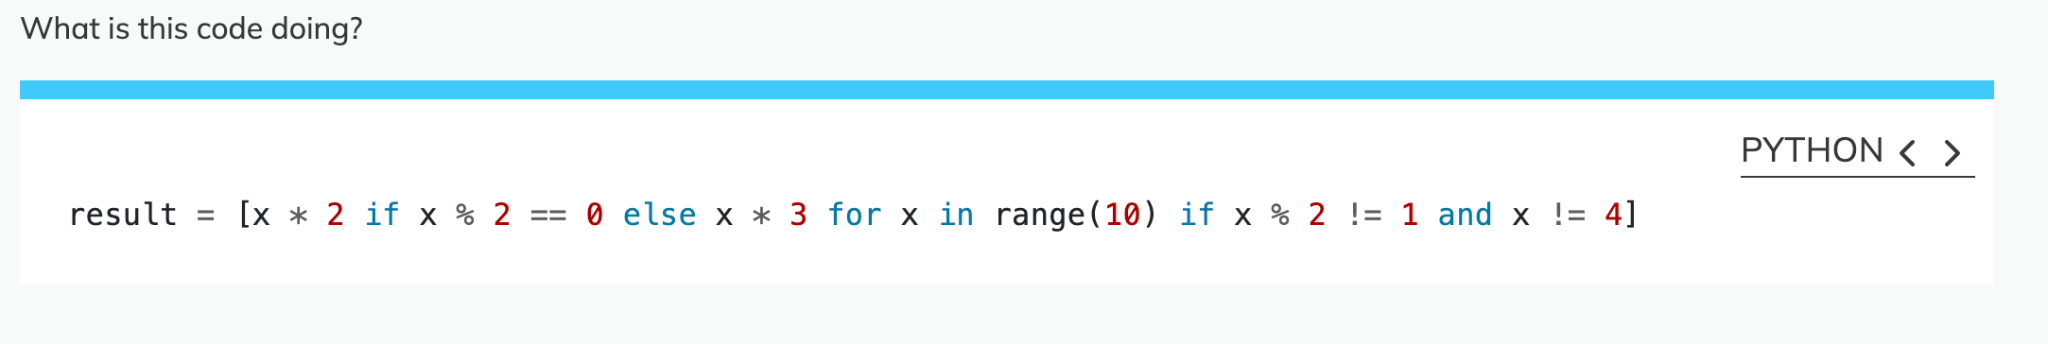 What is this code doing?
PYTHON < >
result = [x * 2 if x % 2 == 0 else x * 3 for x in range(10) if x % 2 != 1 and x != 4]